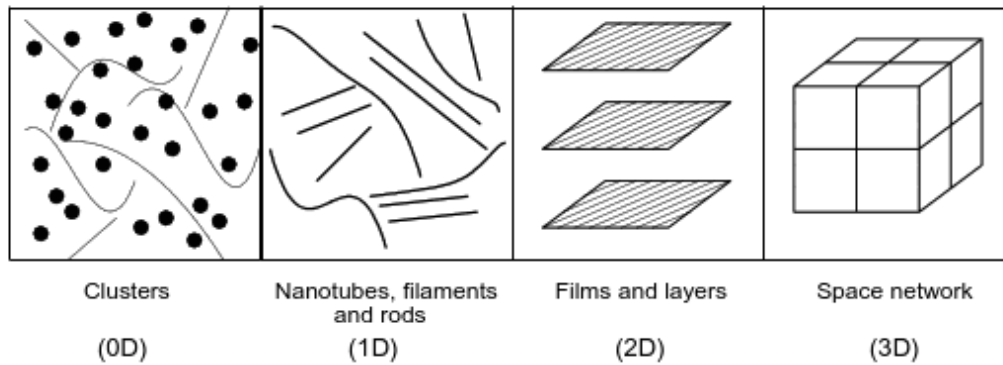 Clusters
(0D)
Nanotubes, filaments
and rods
(1D)
Films and layers
(2D)
Space network
(3D)